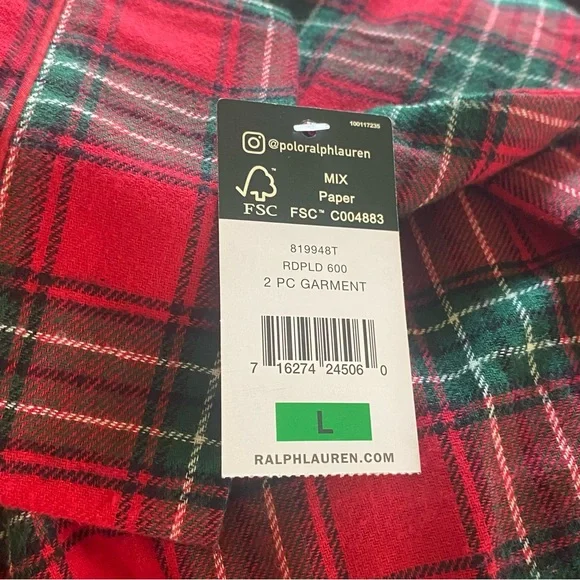 100117235
@poloralphlauren
MIX
Paper
FSC™ C004883
FSC
819948T
RDPLD 600
2 PC GARMENT
7 16274 24506 0
L
RALPHLAUREN.COM